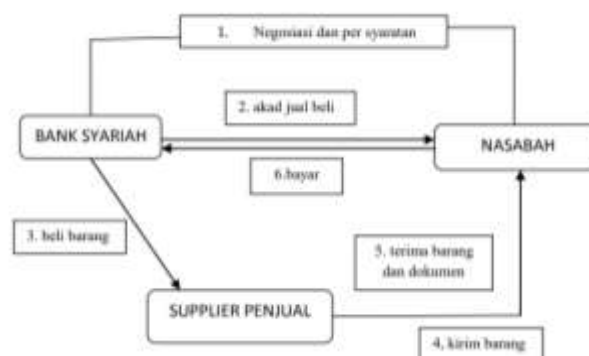 1. Negosiasi dan per syaratan
2. akad jual beli
BANK SYARIAH
NASABAH
6.bayar
3. beli barang
5. terima barang
dan dokumen
SUPPLIER PENJUAL
4, kirim barang